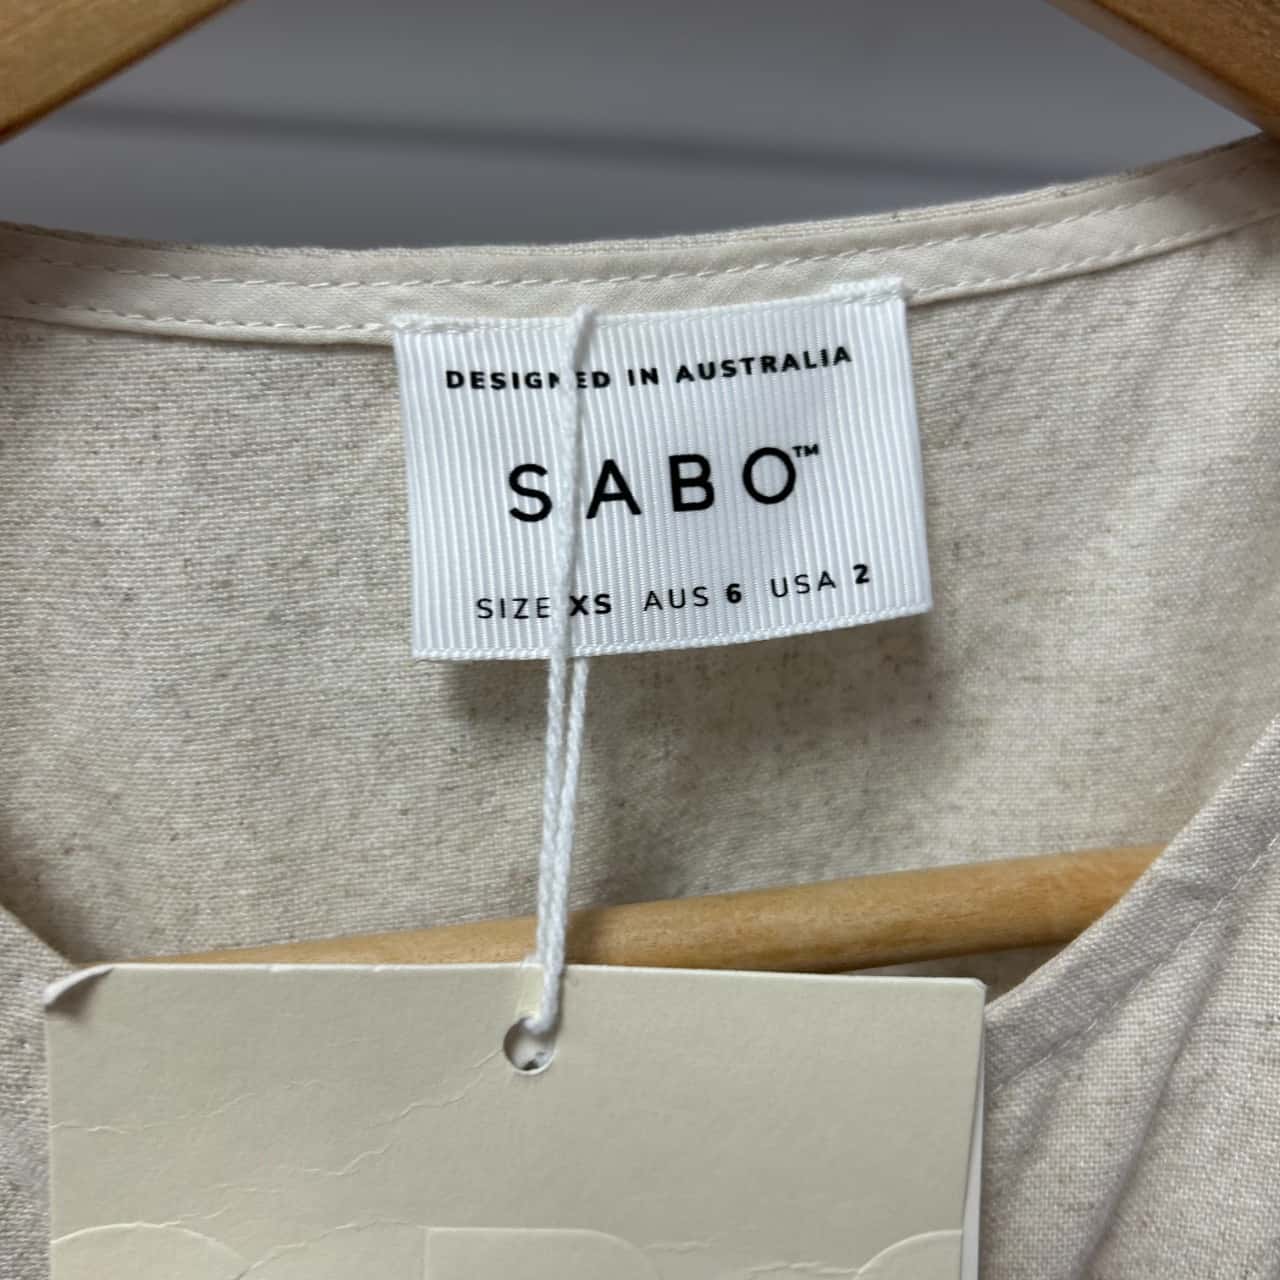 DESIGNED IN AUSTRALIA
SABO™
SIZE XS AUS 6 USA 2